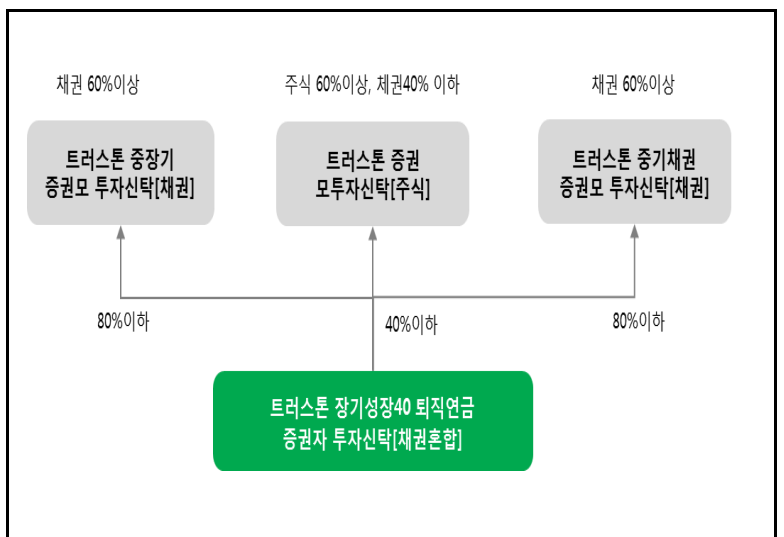 채권 60%이상
주식 60%이상, 체권40% 이하
채권 60%이상
트러스톤 중장기
증권모 투자신탁[채권]
트러스톤 증권
모투자신탁[주식]
트러스톤 중기채권
증권모 투자신탁[채권]
80%이하
40%이하
80%이하
트러스톤 장기성장40 퇴직연금
증권자 투자신탁[채권혼합]